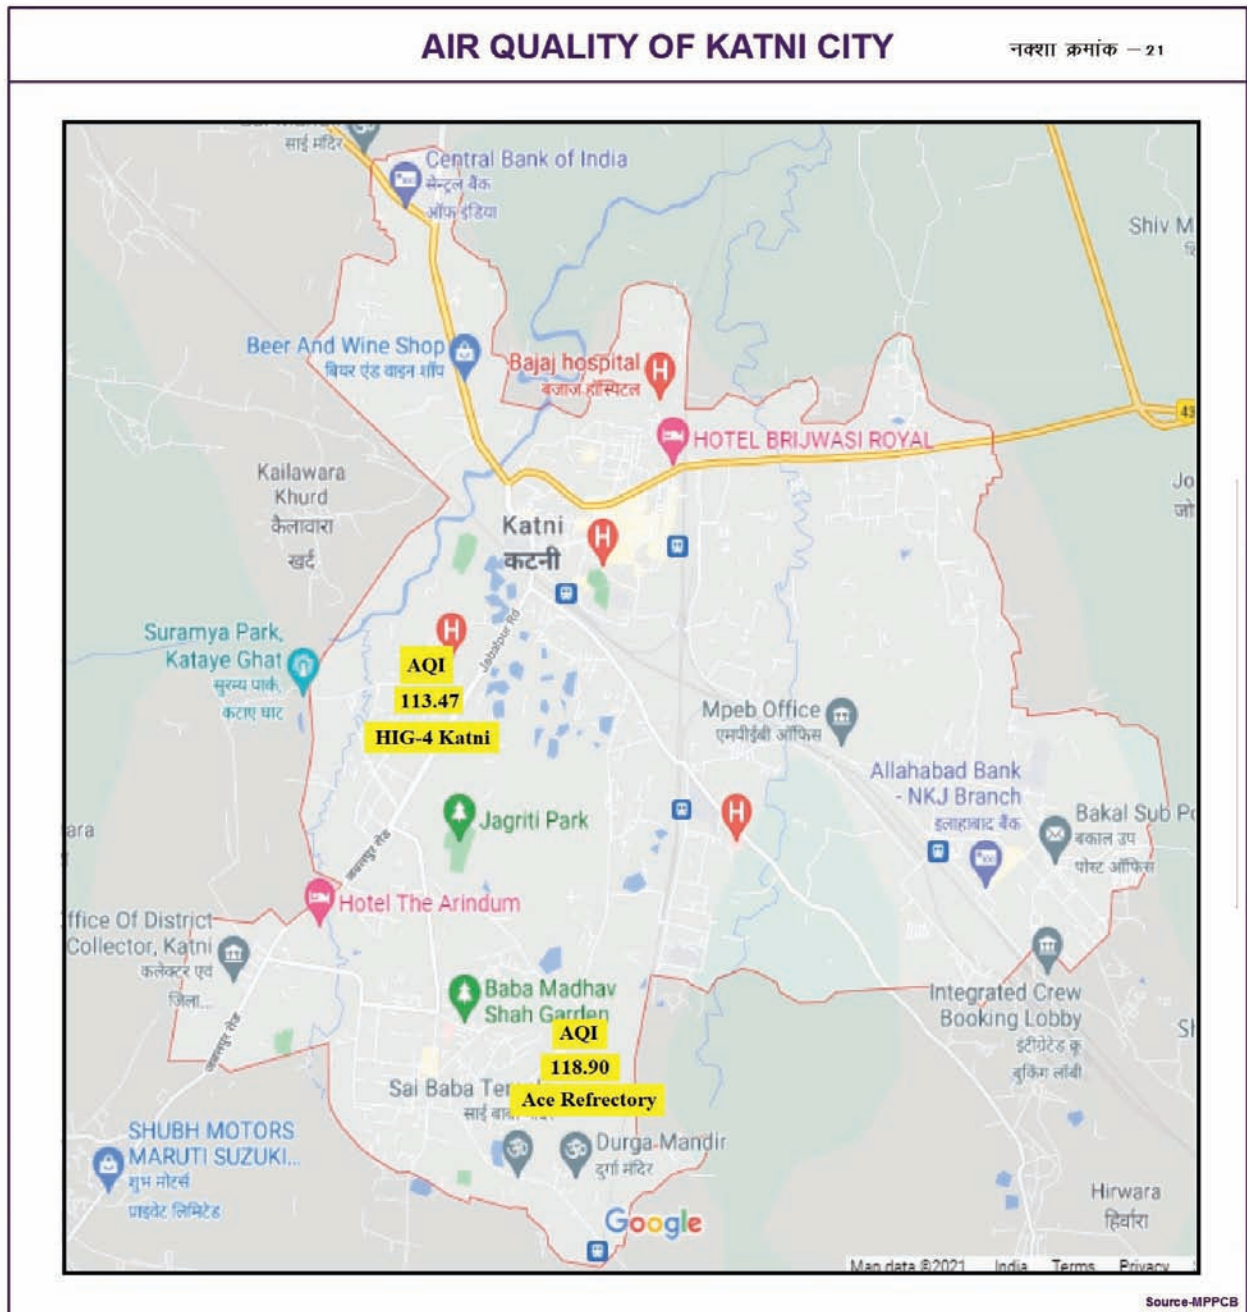 AIR QUALITY OF KATNI CITY
नक्शा क्रमांक – 21
साई मंदिर
Central Bank of India
सेन्ट्रल बैंक
ऑफ इंडिया
Shiv M
Beer And Wine Shop
बियर एंड वाइन शॉप
Bajaj hospital
बजाज हॉस्पिटल
43
HOTEL BRIJWASI ROYAL
Kailawara
Khurd
कैलावारा
खुर्द
Jo
जो
Katni
कटनी
Jabalpur Rd
Suramya Park,
Kataye Ghat
सुरम्य पार्क,
कटाए घाट
AQI
113.47
HIG-4 Katni
Mpeb Office
एमपीईबी ऑफिस
Allahabad Bank
- NKJ Branch
इलाहाबाद बैंक
Bakal Sub Po
बकाल उप
पोस्ट ऑफिस
ara
Jagriti Park
जबलपुर रोड
Hotel The Arindum
ffice Of District
Collector, Katni
कलेक्टर एवं
जिला...
जबलपुर रोड
Baba Madhav
Shah Garden
AQI
118.90
Ace Refrectory
Integrated Crew
Booking Lobby
इंटीग्रेटेड क्रू
बुकिंग लॉबी
Sh
Sai Baba Te
साई बाबा
SHUBH MOTORS
MARUTI SUZUKI...
शुभ मोटर्स
प्राइवेट लिमिटेड
Durga Mandir
दुर्गा मंदिर
Hirwara
हिर्वारा
Google
Map data ©2021 India Terms Privacy
Source-MPPCB